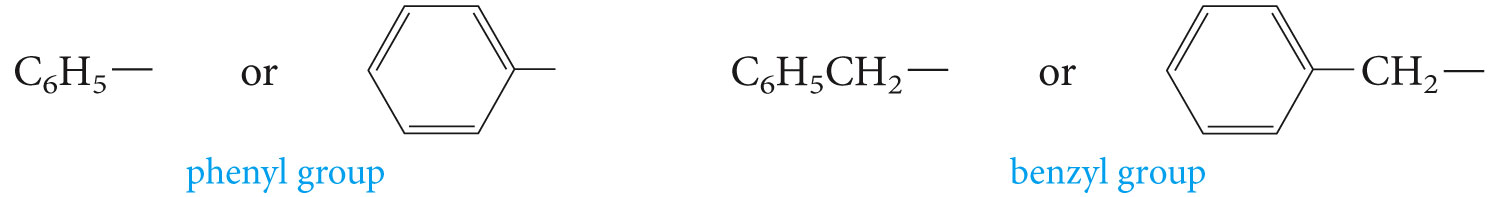 C₆H₅— or C₆H₅CH₂— or CH₂—
phenyl group benzyl group